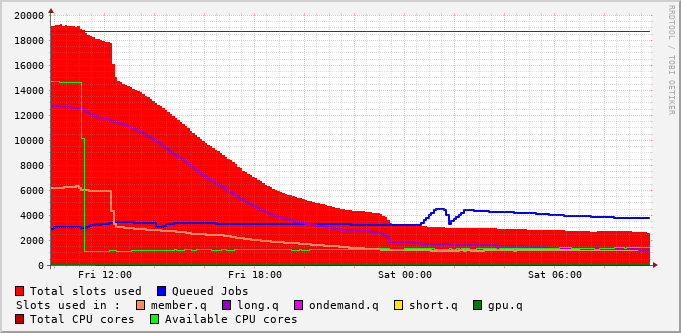 20000
18000
16000
14000
12000
10000
8000
6000
4000
2000
0
Fri 12:00 Fri 18:00 Sat 00:00 Sat 06:00
Total slots used Queued Jobs
Slots used in : member.q long.q ondemand.q short.q gpu.q
Total CPU cores Available CPU cores
RRDTOOL / TOBI OETIKER